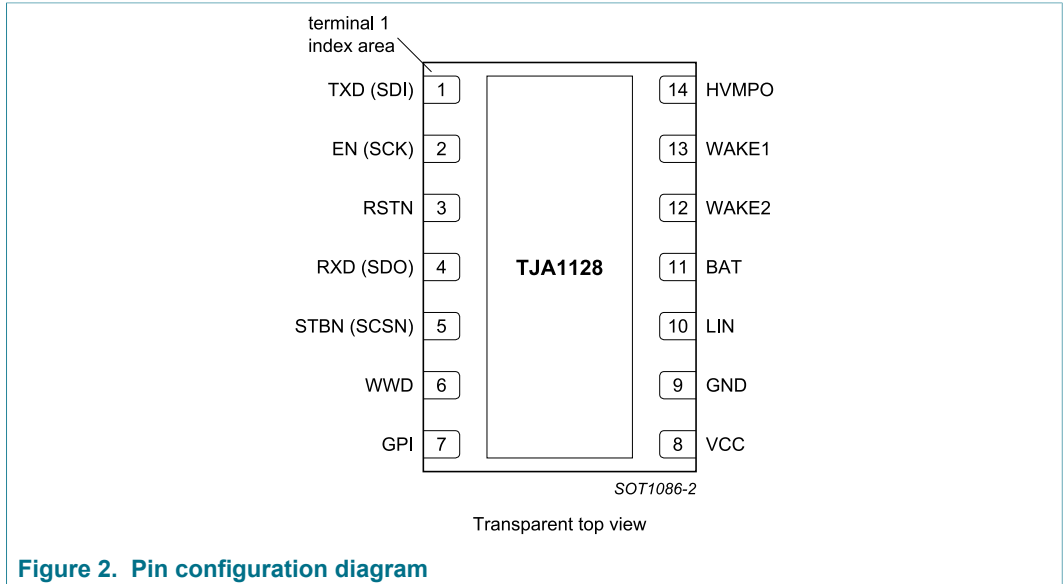 terminal 1
index area
TXD (SDI) 1
EN (SCK) 2
RSTN 3
RXD (SDO) 4
STBN (SCSN) 5
WWD 6
GPI 7
TJA1128
14 HVMPO
13 WAKE1
12 WAKE2
11 BAT
10 LIN
9 GND
8 VCC
SOT1086-2
Transparent top view
Figure 2. Pin configuration diagram